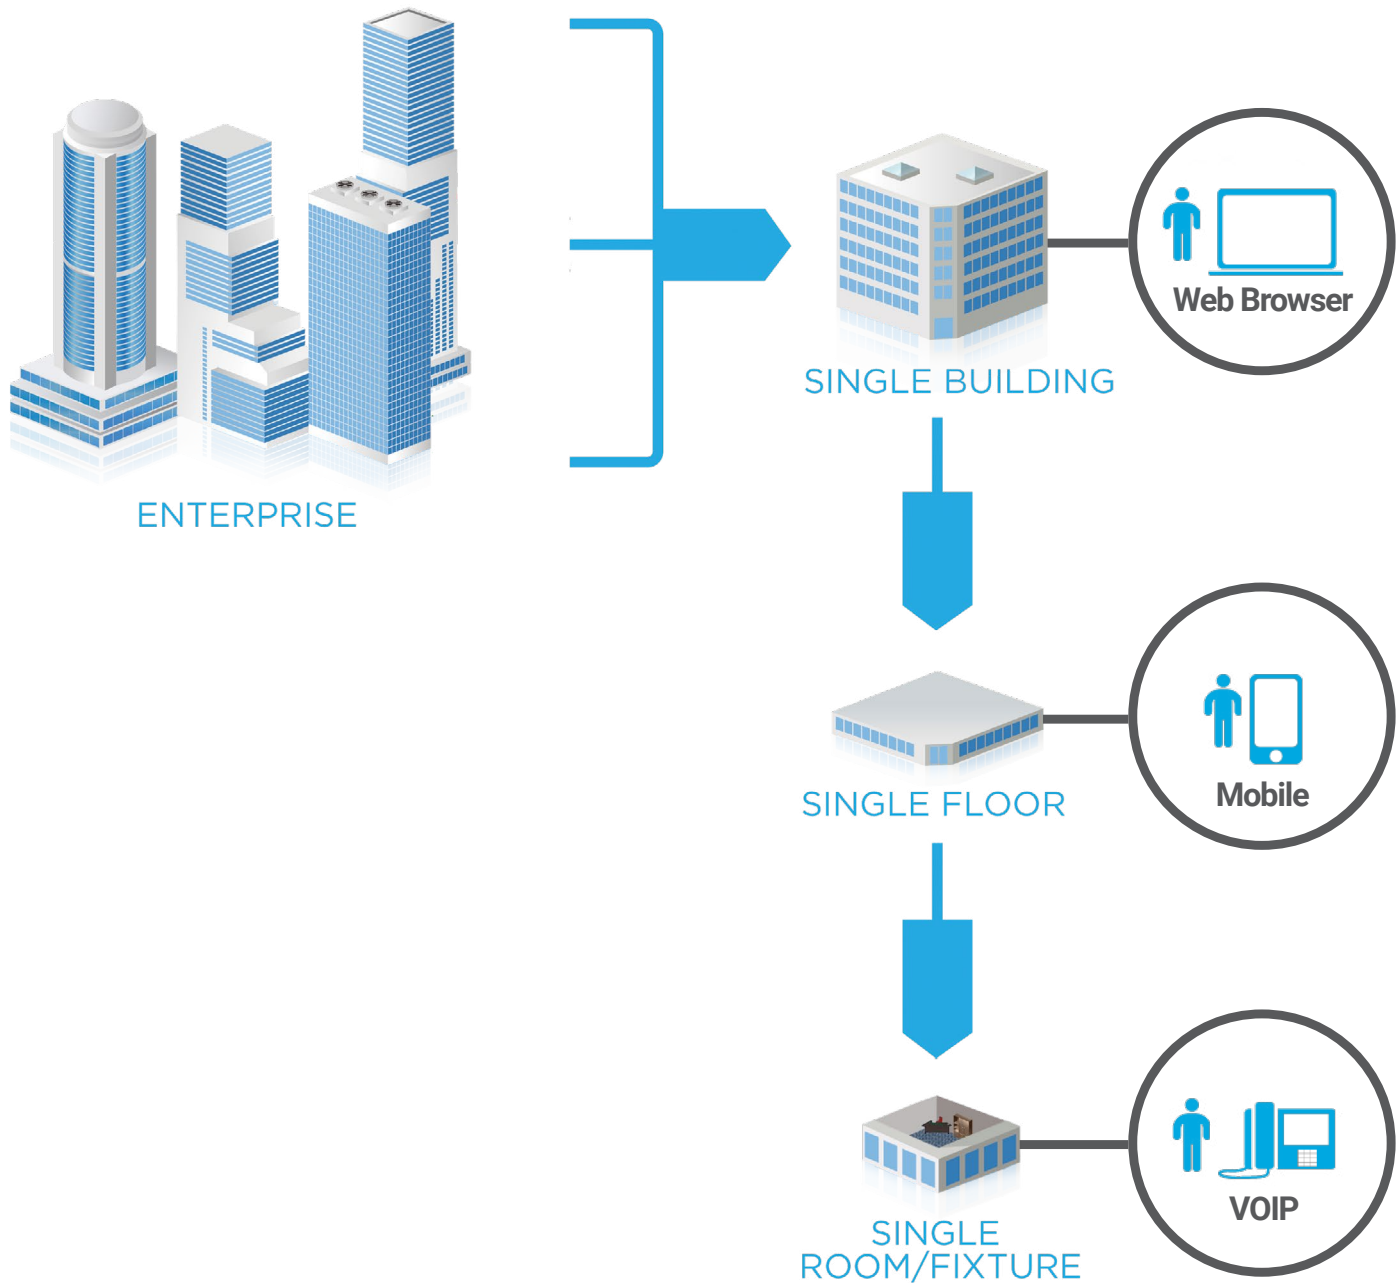 ENTERPRISE
SINGLE BUILDING
Web Browser
SINGLE FLOOR
Mobile
SINGLE
ROOM/FIXTURE
VOIP